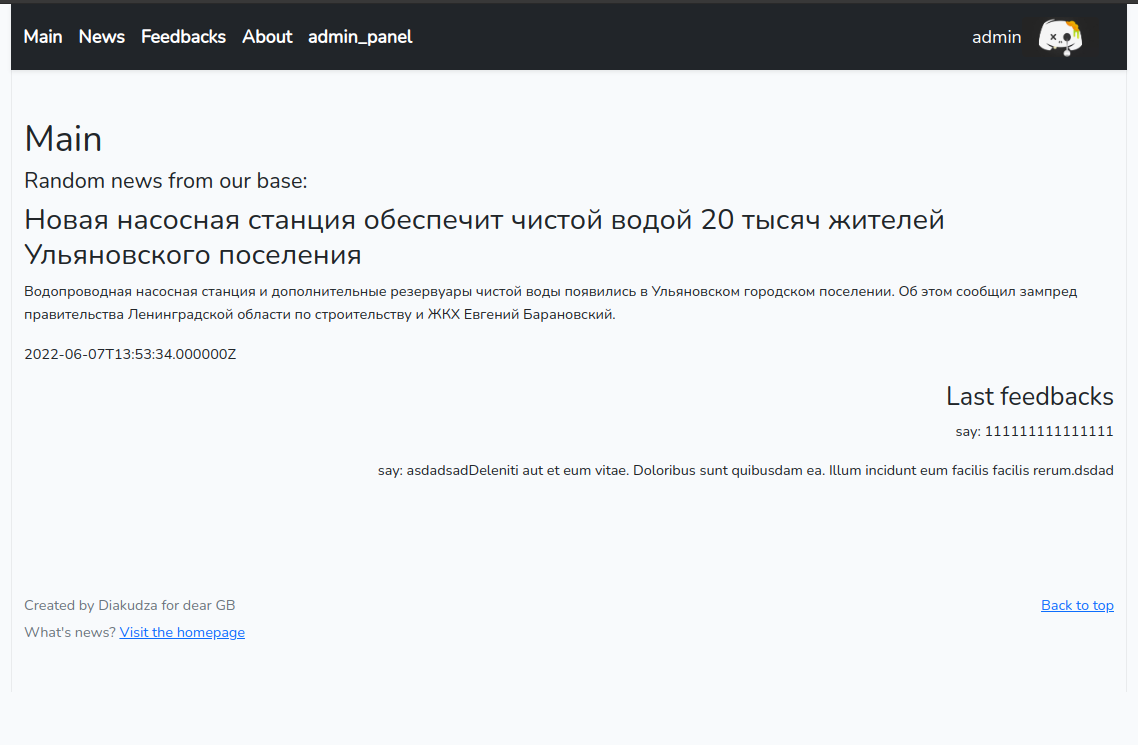 Main News Feedbacks About admin_panel admin
Main
Random news from our base:
Новая насосная станция обеспечит чистой водой 20 тысяч жителей
Ульяновского поселения
Водопроводная насосная станция и дополнительные резервуары чистой воды появились в Ульяновском городском поселении. Об этом сообщил зампред
правительства Ленинградской области по строительству и ЖКХ Евгений Барановский.
2022-06-07T13:53:34.000000Z
Last feedbacks
say: 111111111111111
say: asdadsadDeleniti aut et eum vitae. Doloribus sunt quibusdam ea. Illum incidunt eum facilis facilis rerum.dsdad
Created by Diakudza for dear GB Back to top
What's news? Visit the homepage